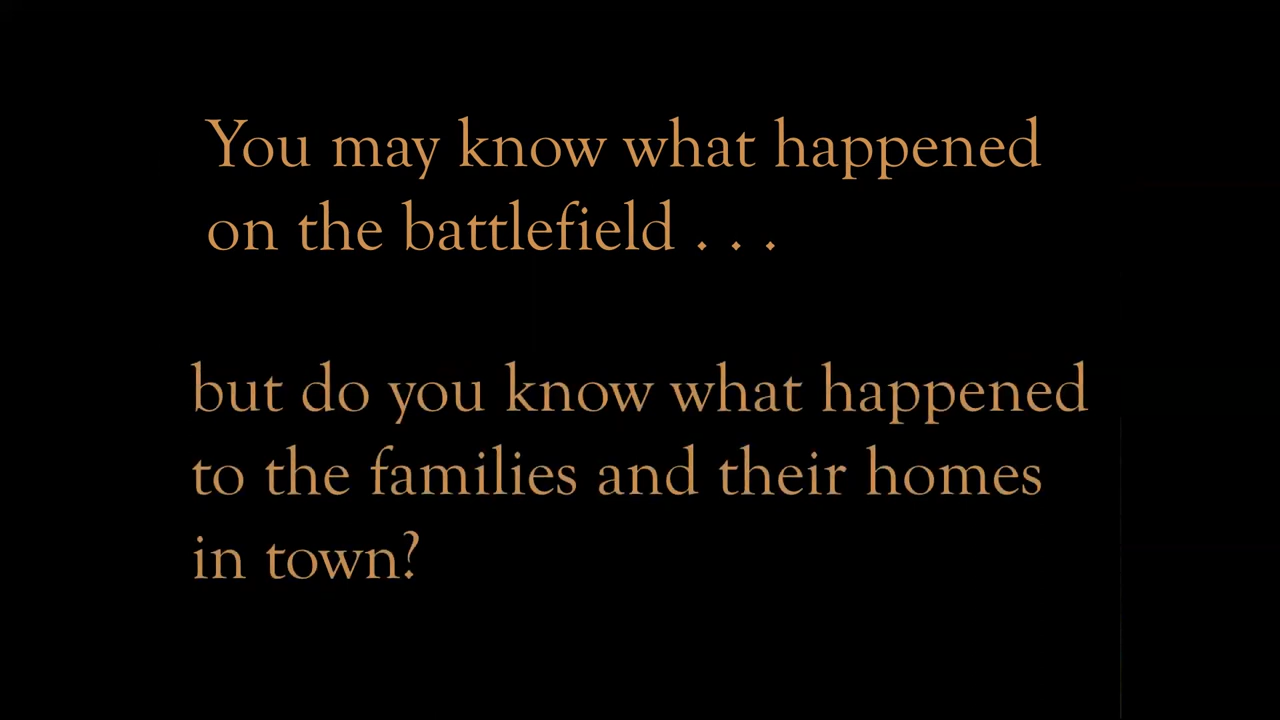 You may know what happened
on the battlefield . . .
but do you know what happened
to the families and their homes
in town?